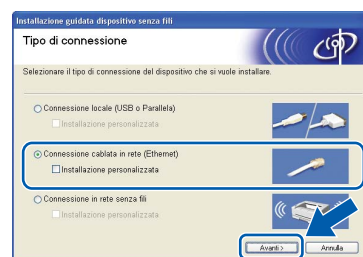 Installazione guidata dispositivo senza fili
Tipo di connessione
Selezionare il tipo di connessione del dispositivo che si vuole installare.
Connessione locale (USB o Parallela)
Installazione personalizzata
Connessione cablata in rete (Ethernet)
Installazione personalizzata
Connessione in rete senza fili
Installazione personalizzata
Avanti >
Annulla